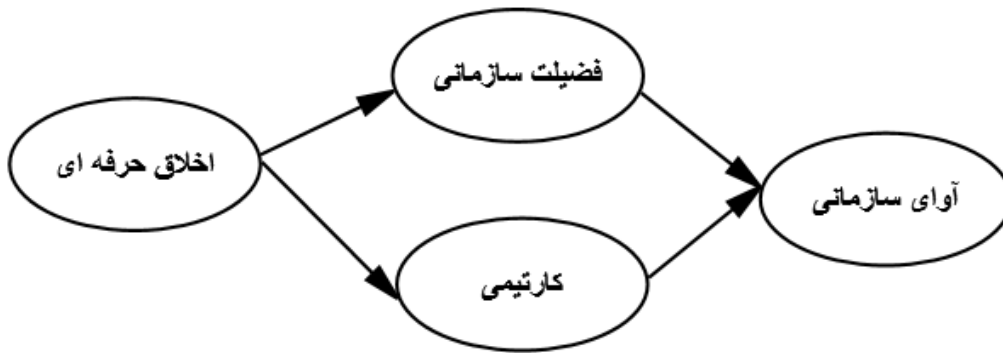 فضیلت سازمانی
اخلاق حرفه ای
آوای سازمانی
کارتیمی